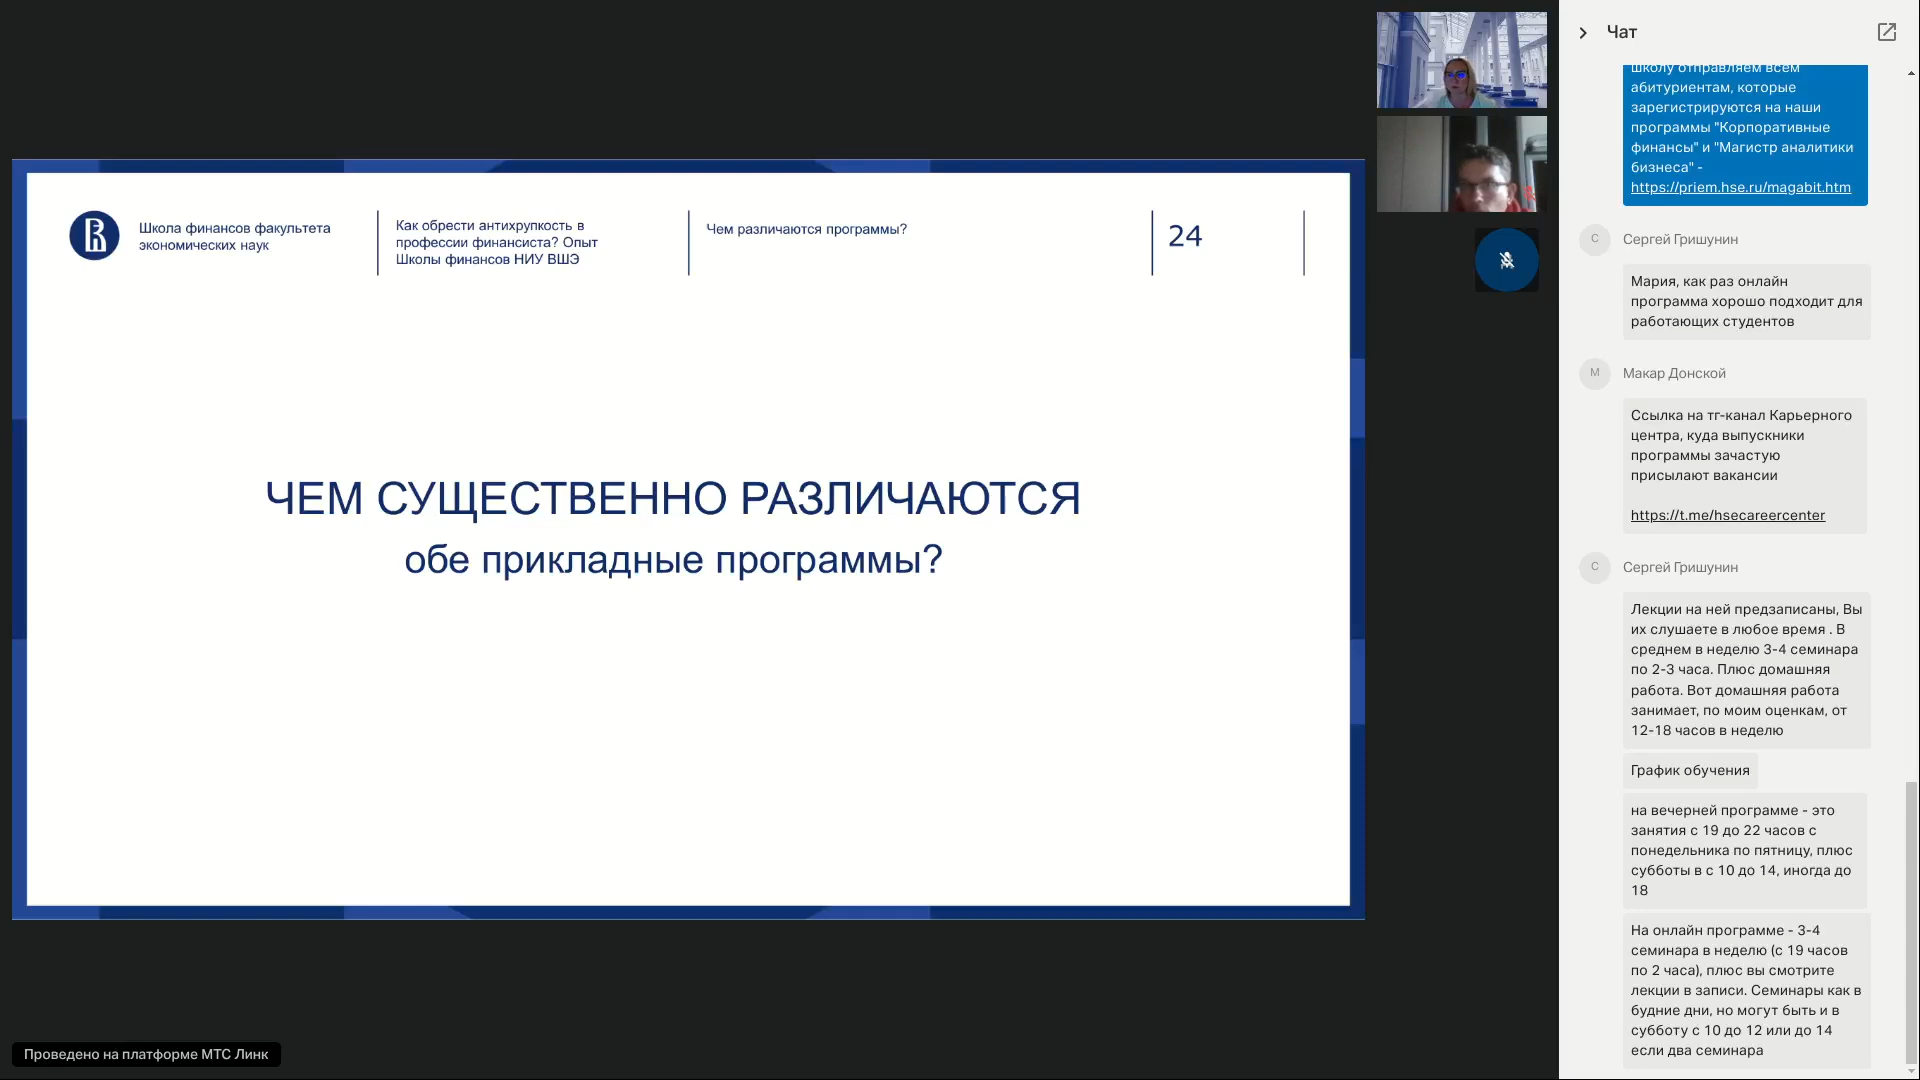 Школа финансов факультета
экономических наук
Как обрести антихрупкость в
профессии финансиста? Опыт
Школы финансов НИУ ВШЭ
Чем различаются программы?
24
ЧЕМ СУЩЕСТВЕННО РАЗЛИЧАЮТСЯ
обе прикладные программы?
Проведено на платформе МТС Линк
Чат
школу отправляем всем
абитуриентам, которые
зарегистрируются на наши
программы "Корпоративные
финансы" и "Магистр аналитики
бизнеса" -
https://priem.hse.ru/magabit.htm
С
Сергей Гришунин
Мария, как раз онлайн
программа хорошо подходит для
работающих студентов
М
Макар Донской
Ссылка на тг-канал Карьерного
центра, куда выпускники
программы зачастую
присылают вакансии
https://t.me/hsecareercenter
С
Сергей Гришунин
Лекции на ней предзаписаны, Вы
их слушаете в любое время . В
среднем в неделю 3-4 семинара
по 2-3 часа. Плюс домашняя
работа. Вот домашняя работа
занимает, по моим оценкам, от
12-18 часов в неделю
График обучения
на вечерней программе - это
занятия с 19 до 22 часов с
понедельника по пятницу, плюс
субботы в с 10 до 14, иногда до
18
На онлайн программе - 3-4
семинара в неделю (с 19 часов
по 2 часа), плюс вы смотрите
лекции в записи. Семинары как в
будние дни, но могут быть и в
субботу с 10 до 12 или до 14
если два семинара